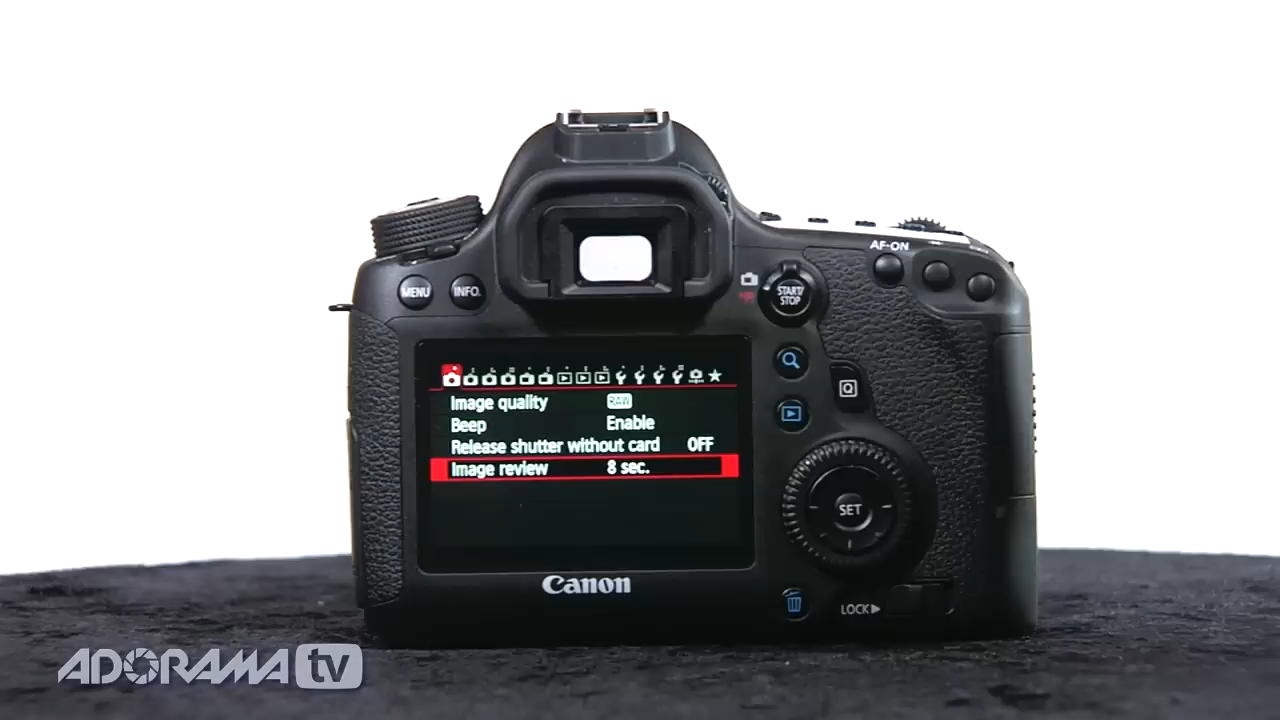 AF-ON
MENU
INFO.
START/
STOP
Q
Image quality RAW
Beep Enable
Release shutter without card OFF
Image review 8 sec.
SET
Canon
LOCK▶
ADORAMA tv